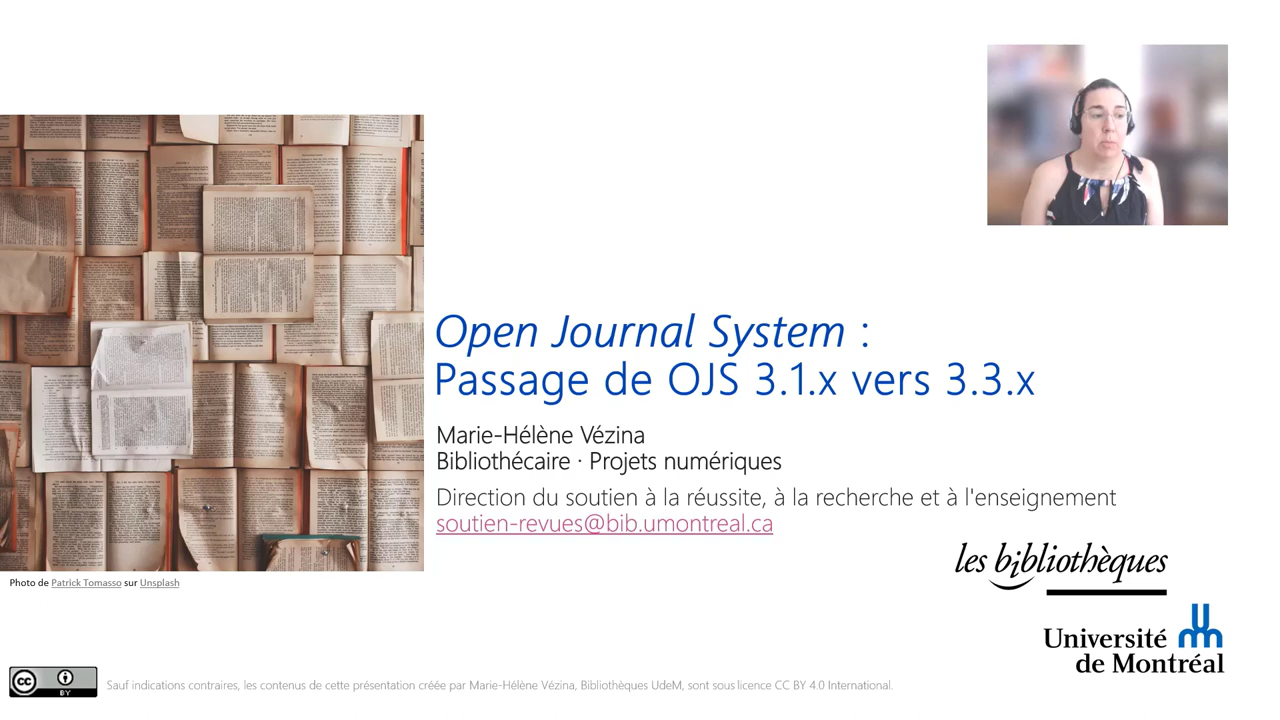 Open Journal System :
Passage de OJS 3.1.x vers 3.3.x
Marie-Hélène Vézina
Bibliothécaire · Projets numériques
Direction du soutien à la réussite, à la recherche et à l'enseignement
soutien-revues@bib.umontreal.ca
les bibliothèques
Université
de Montréal
Photo de Patrick Tomasso sur Unsplash
CC
BY
Sauf indications contraires, les contenus de cette présentation créée par Marie-Hélène Vézina, Bibliothèques UdeM, sont sous licence CC BY 4.0 International.